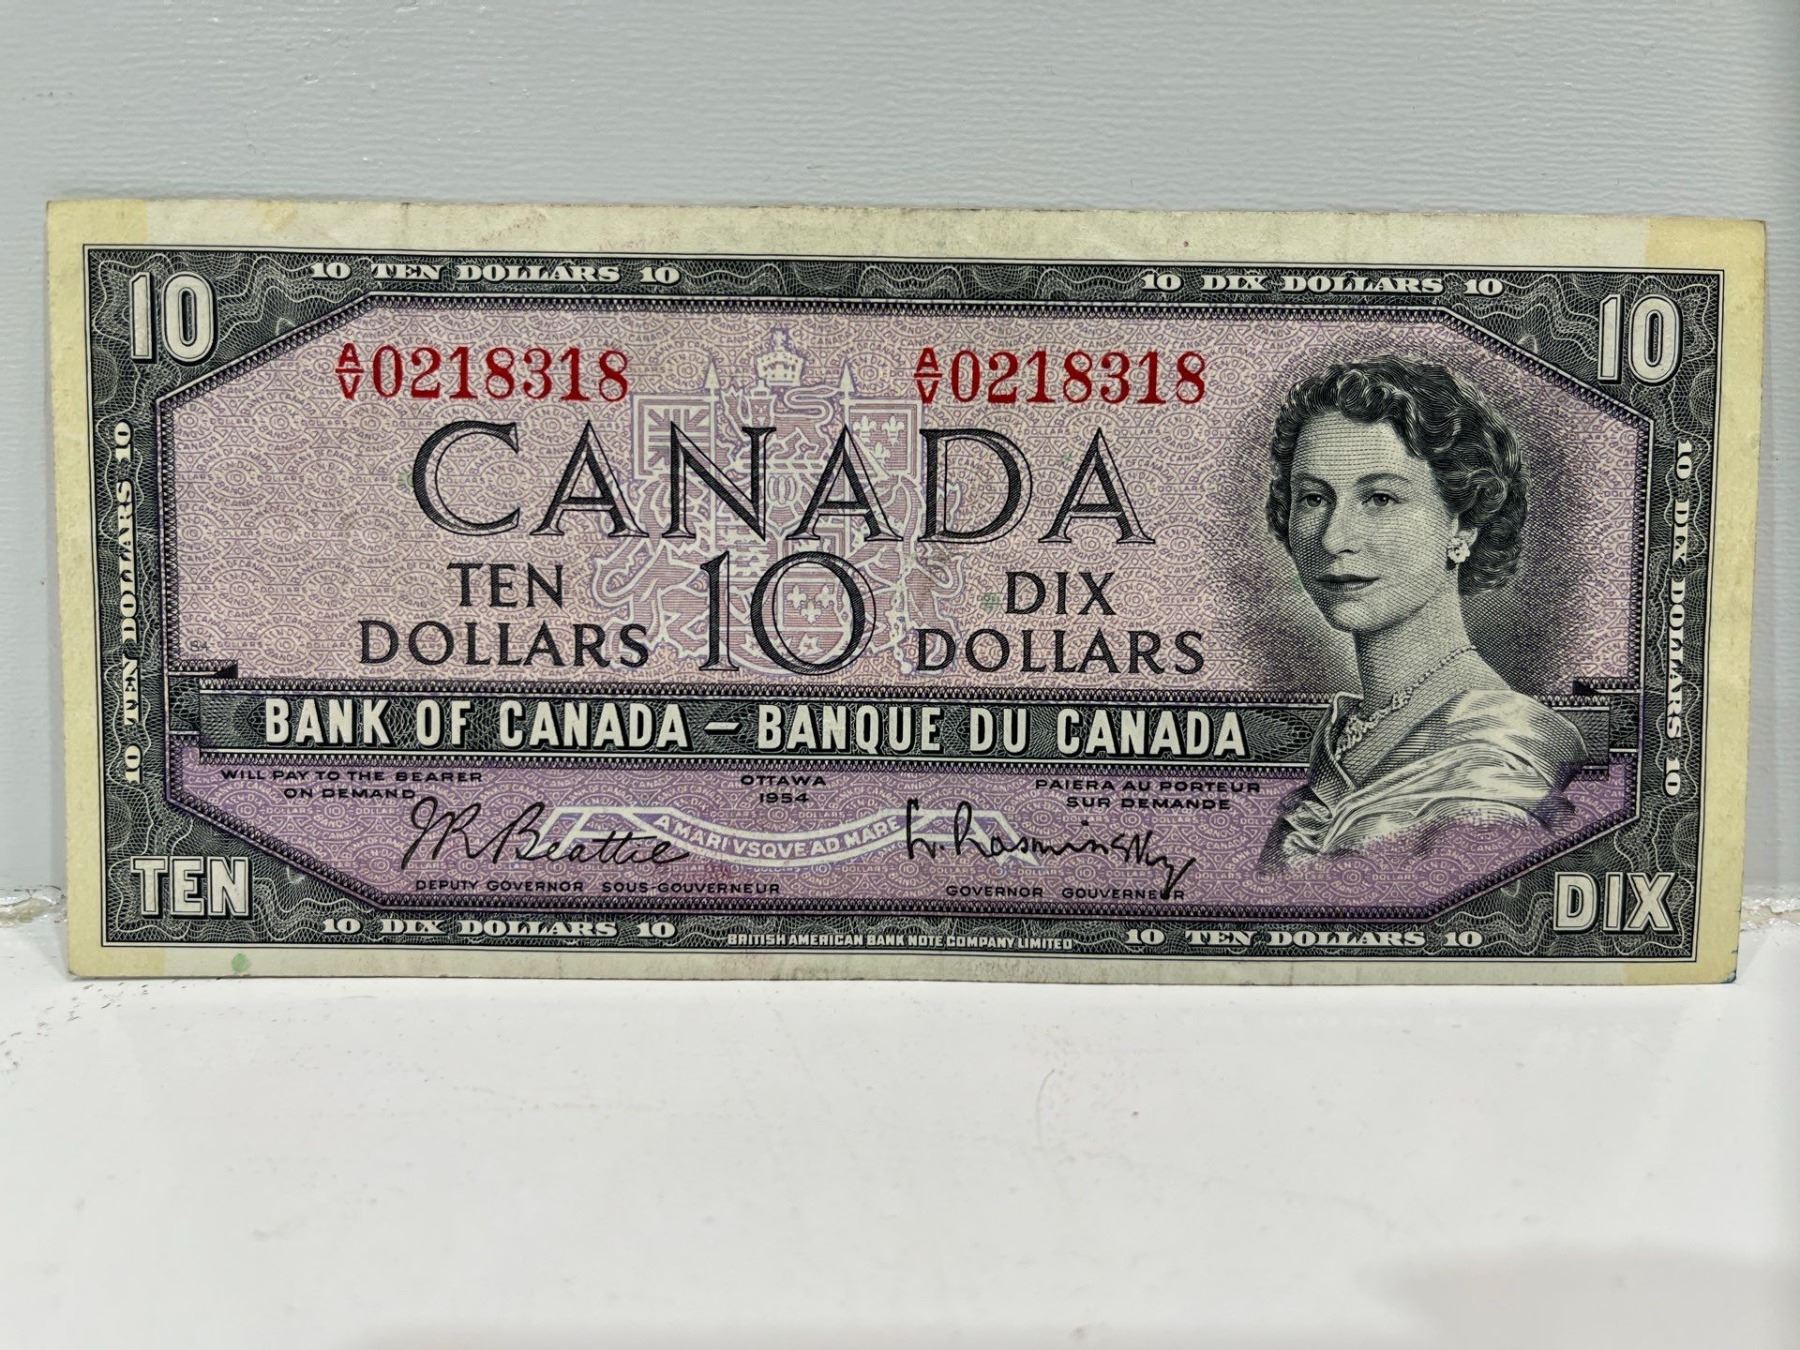 10 TEN DOLLARS 10
10 DIX DOLLARS 10
10
10
A/V 0218318
A/V 0218318
CANADA
TEN
DOLLARS
10
DIX
DOLLARS
BANK OF CANADA – BANQUE DU CANADA
WILL PAY TO THE BEARER
ON DEMAND
OTTAWA
1954
PAIERA AU PORTEUR
SUR DEMANDE
A MARI VSQVE AD MARE
J R Beattie
L. Rasminsky
DEPUTY GOVERNOR SOUS-GOUVERNEUR
GOVERNOR GOUVERNEUR
TEN
DIX
10 TEN DOLLARS 10
10 DIX DOLLARS 10
10 DIX DOLLARS 10
BRITISH AMERICAN BANK NOTE COMPANY LIMITED
10 TEN DOLLARS 10